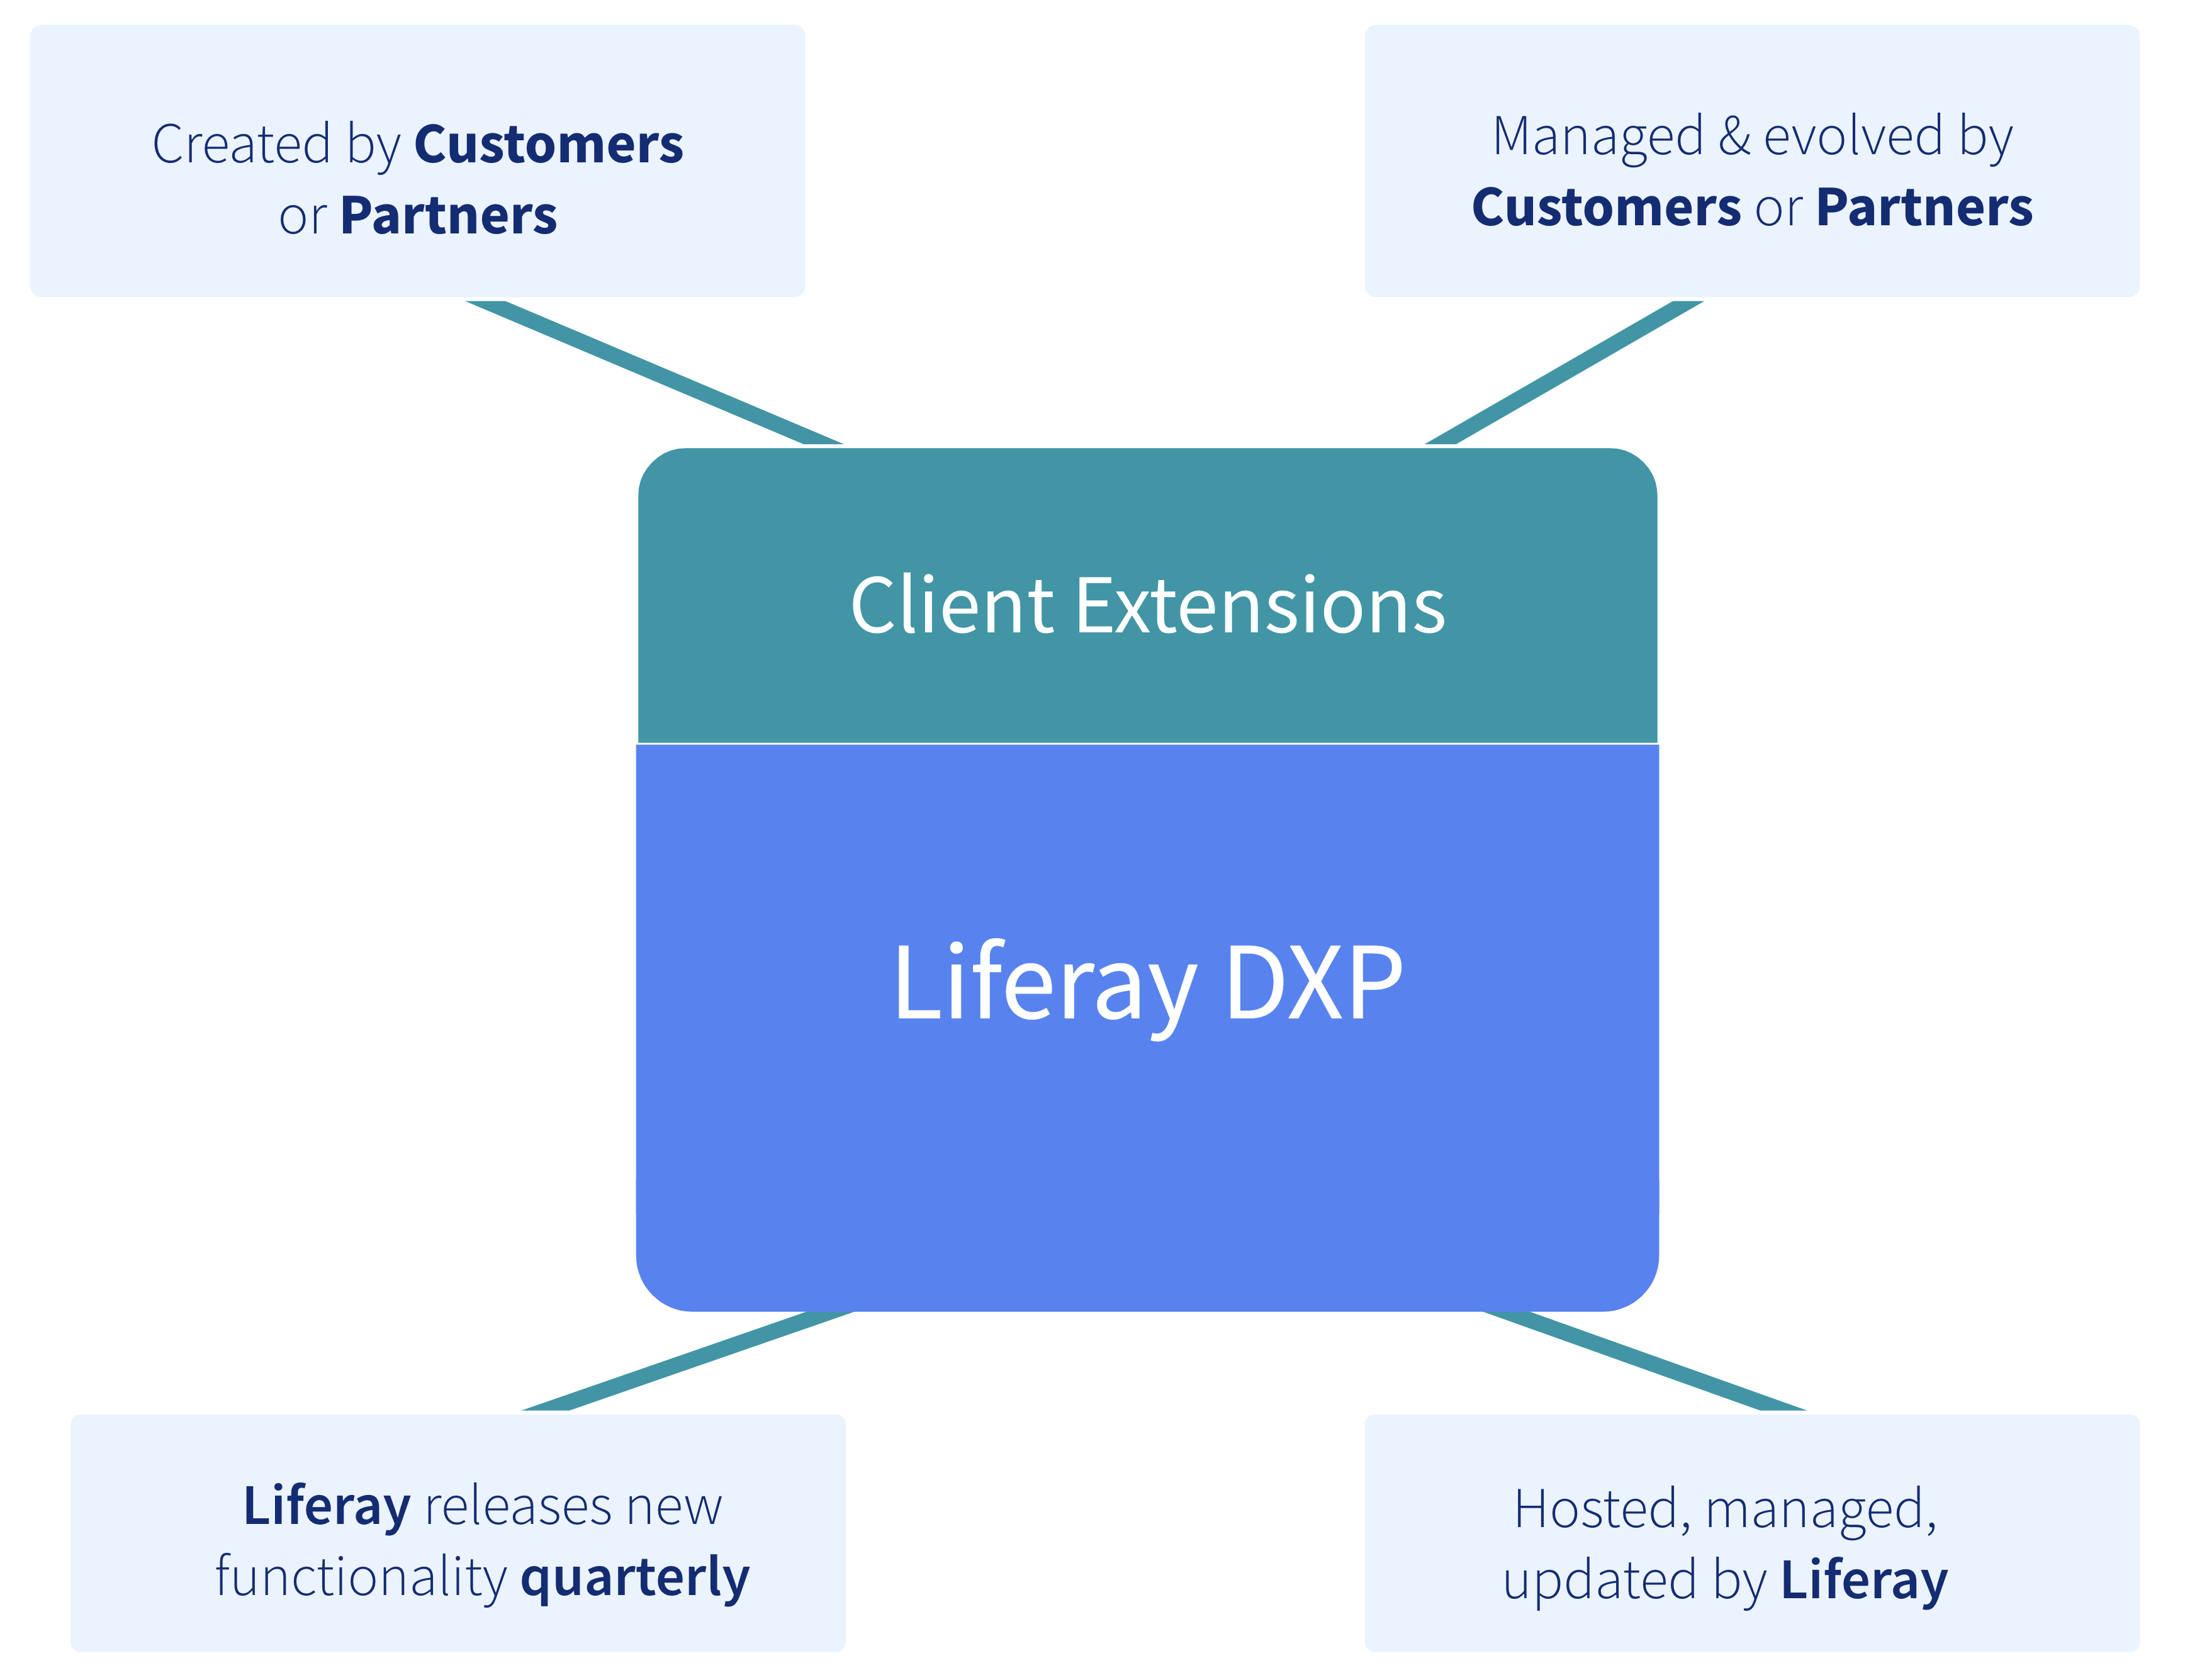 Created by Customers
or Partners
Managed & evolved by
Customers or Partners
Client Extensions
Liferay DXP
Liferay releases new
functionality quarterly
Hosted, managed,
updated by Liferay